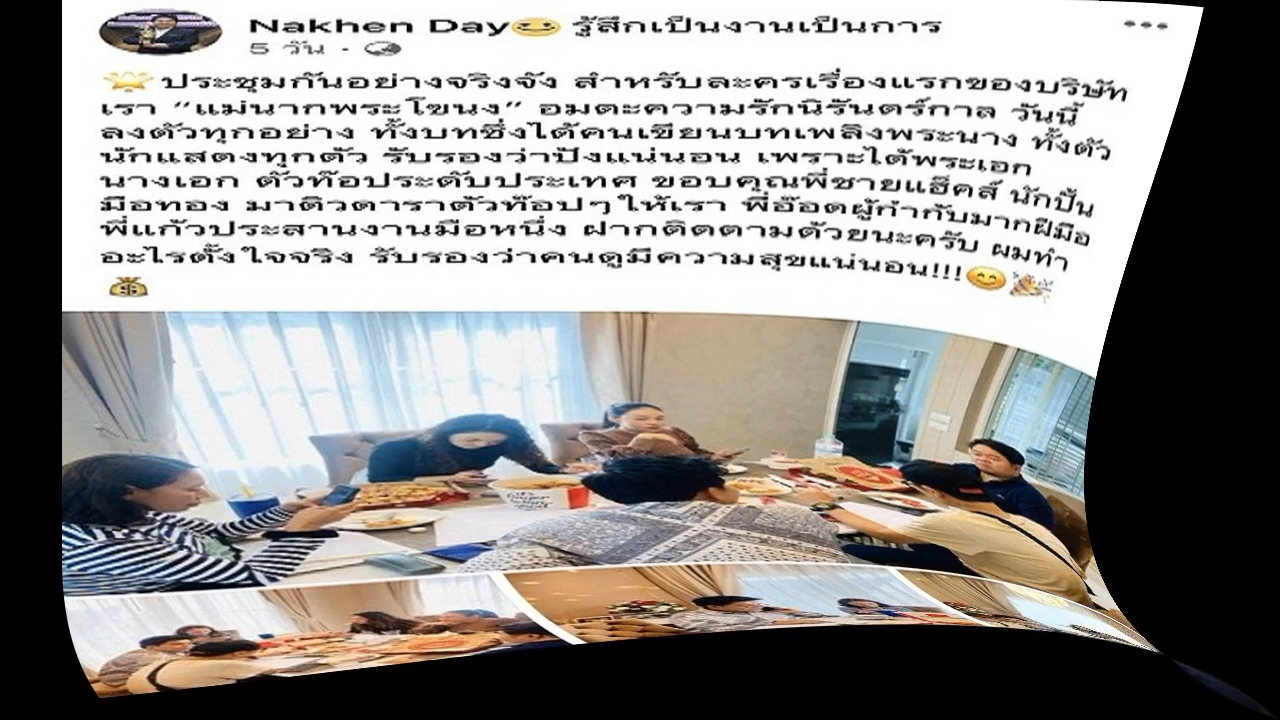 Nakhen Day😆 รู้สึกเป็นงานเป็นการ
5 วัน ·
🌟 ประชุมกันอย่างจริงจัง สำหรับละครเรื่องแรกของบริษัท
เรา “แม่นากพระโขนง” อมตะความรักนิรันตร์กาล วันนี้
ลงตัวทุกอย่าง ทั้งบทซึ่งได้คนเขียนบทเพลิงพระนาง ทั้งตัว
นักแสดงทุกตัว รับรองว่าปังแน่นอน เพราะได้พระเอก
นางเอก ตัวท๊อประดับประเทศ ขอบคุณพี่ชายแฮ็คส์ นักปั้น
มือทอง มาติวดาราตัวท๊อปๆให้เรา พี่อ๊อดผู้กำกับมากฝีมือ
พี่แก้วประสานงานมือหนึ่ง ฝากติดตามด้วยนะครับ ผมทำ
อะไรตั้งใจจริง รับรองว่าคนดูมีความสุขแน่นอน!!!😊🎉
💰